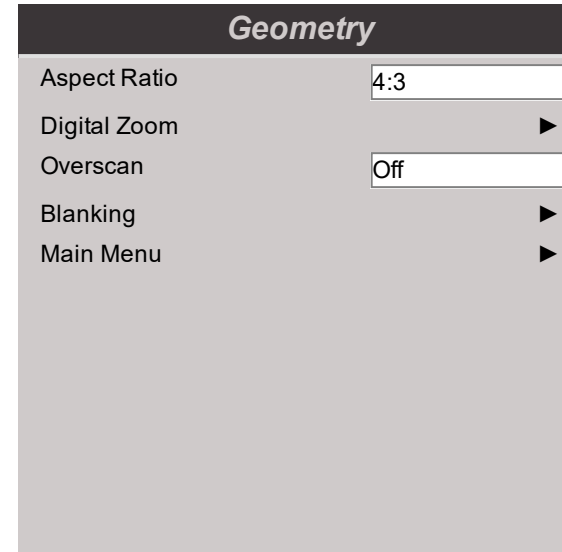 Geometry
Aspect Ratio 4:3
Digital Zoom ►
Overscan Off
Blanking ►
Main Menu ►